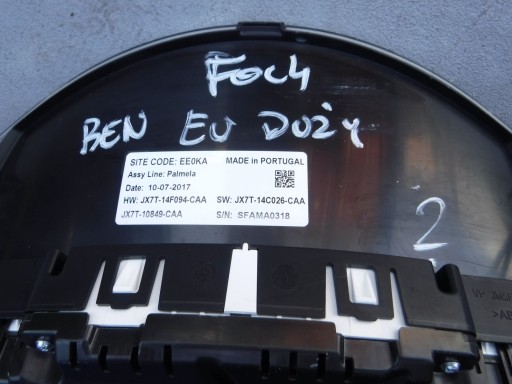 FOC4
BEN EU DUŻY
SITE CODE: EE0KA MADE in PORTUGAL
Assy Line: Palmela
Date: 10-07-2017
HW: JX7T-14F094-CAA SW: JX7T-14C026-CAA
JX7T-10849-CAA S/N: SFAMA0318
2